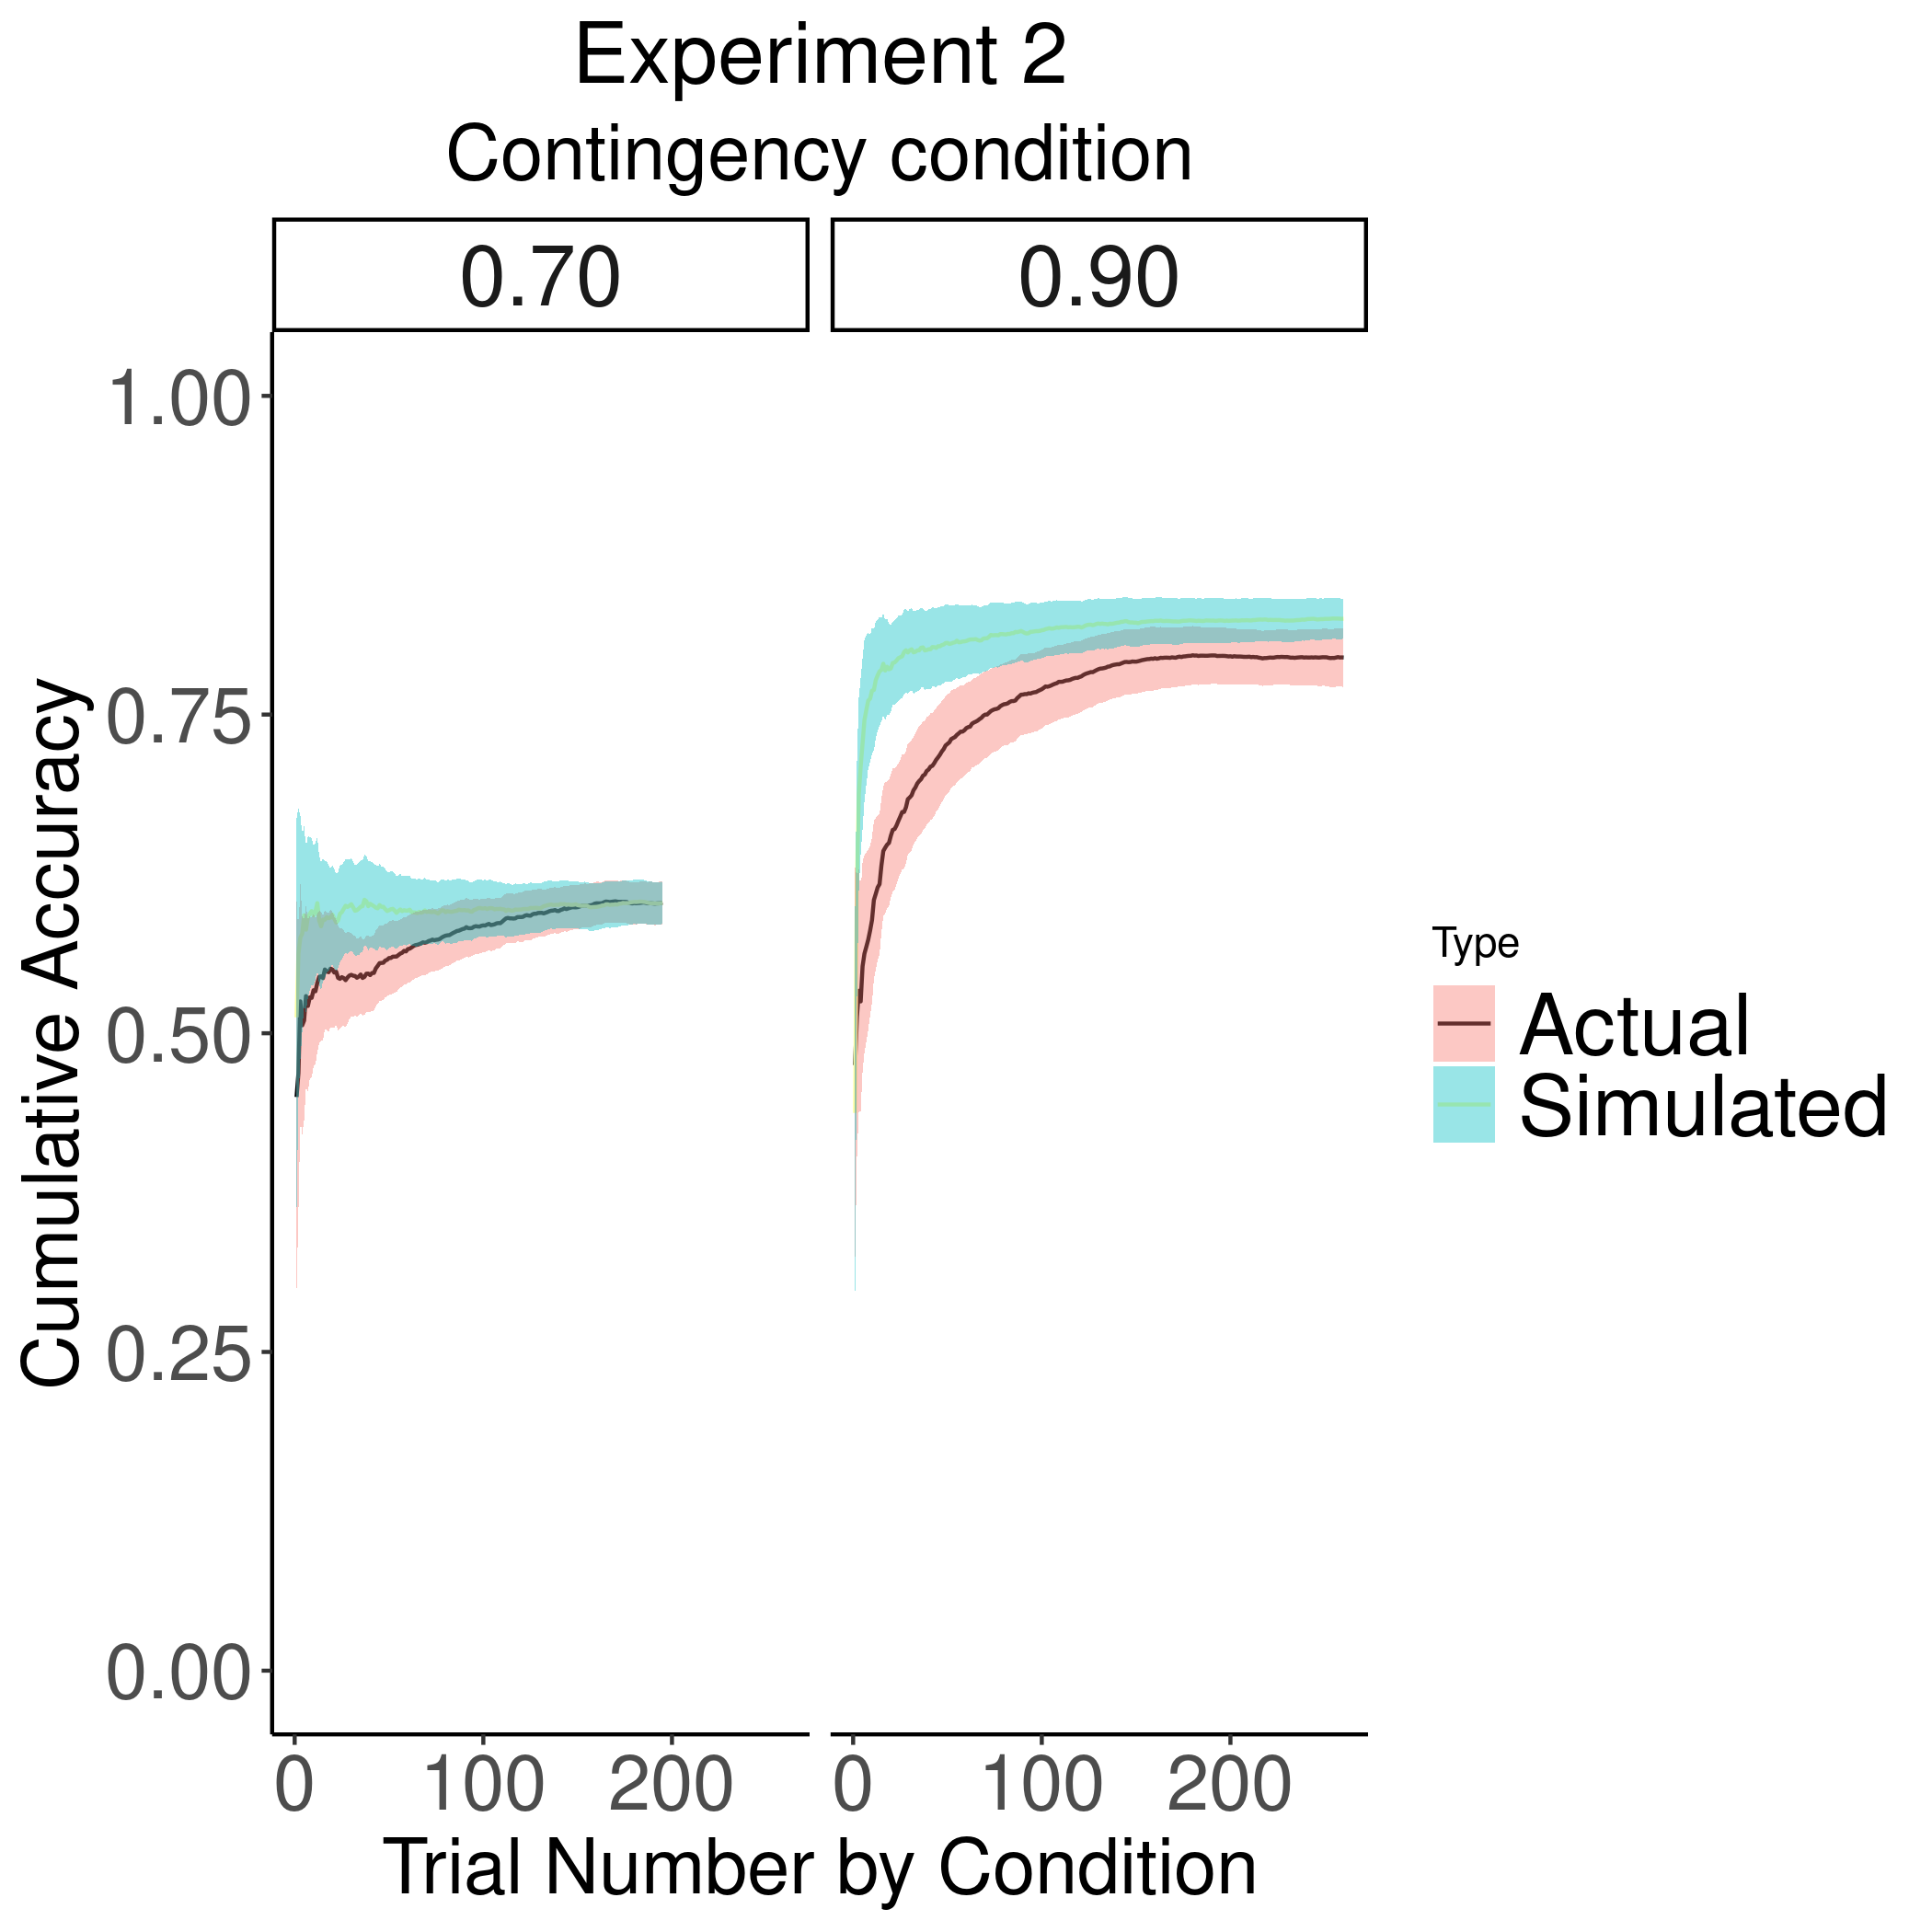 Experiment 2
Contingency condition
0.70 0.90
1.00
0.75
0.50
0.25
0.00
Cumulative Accuracy
0 100 200 0 100 200
Trial Number by Condition
Type
Actual
Simulated